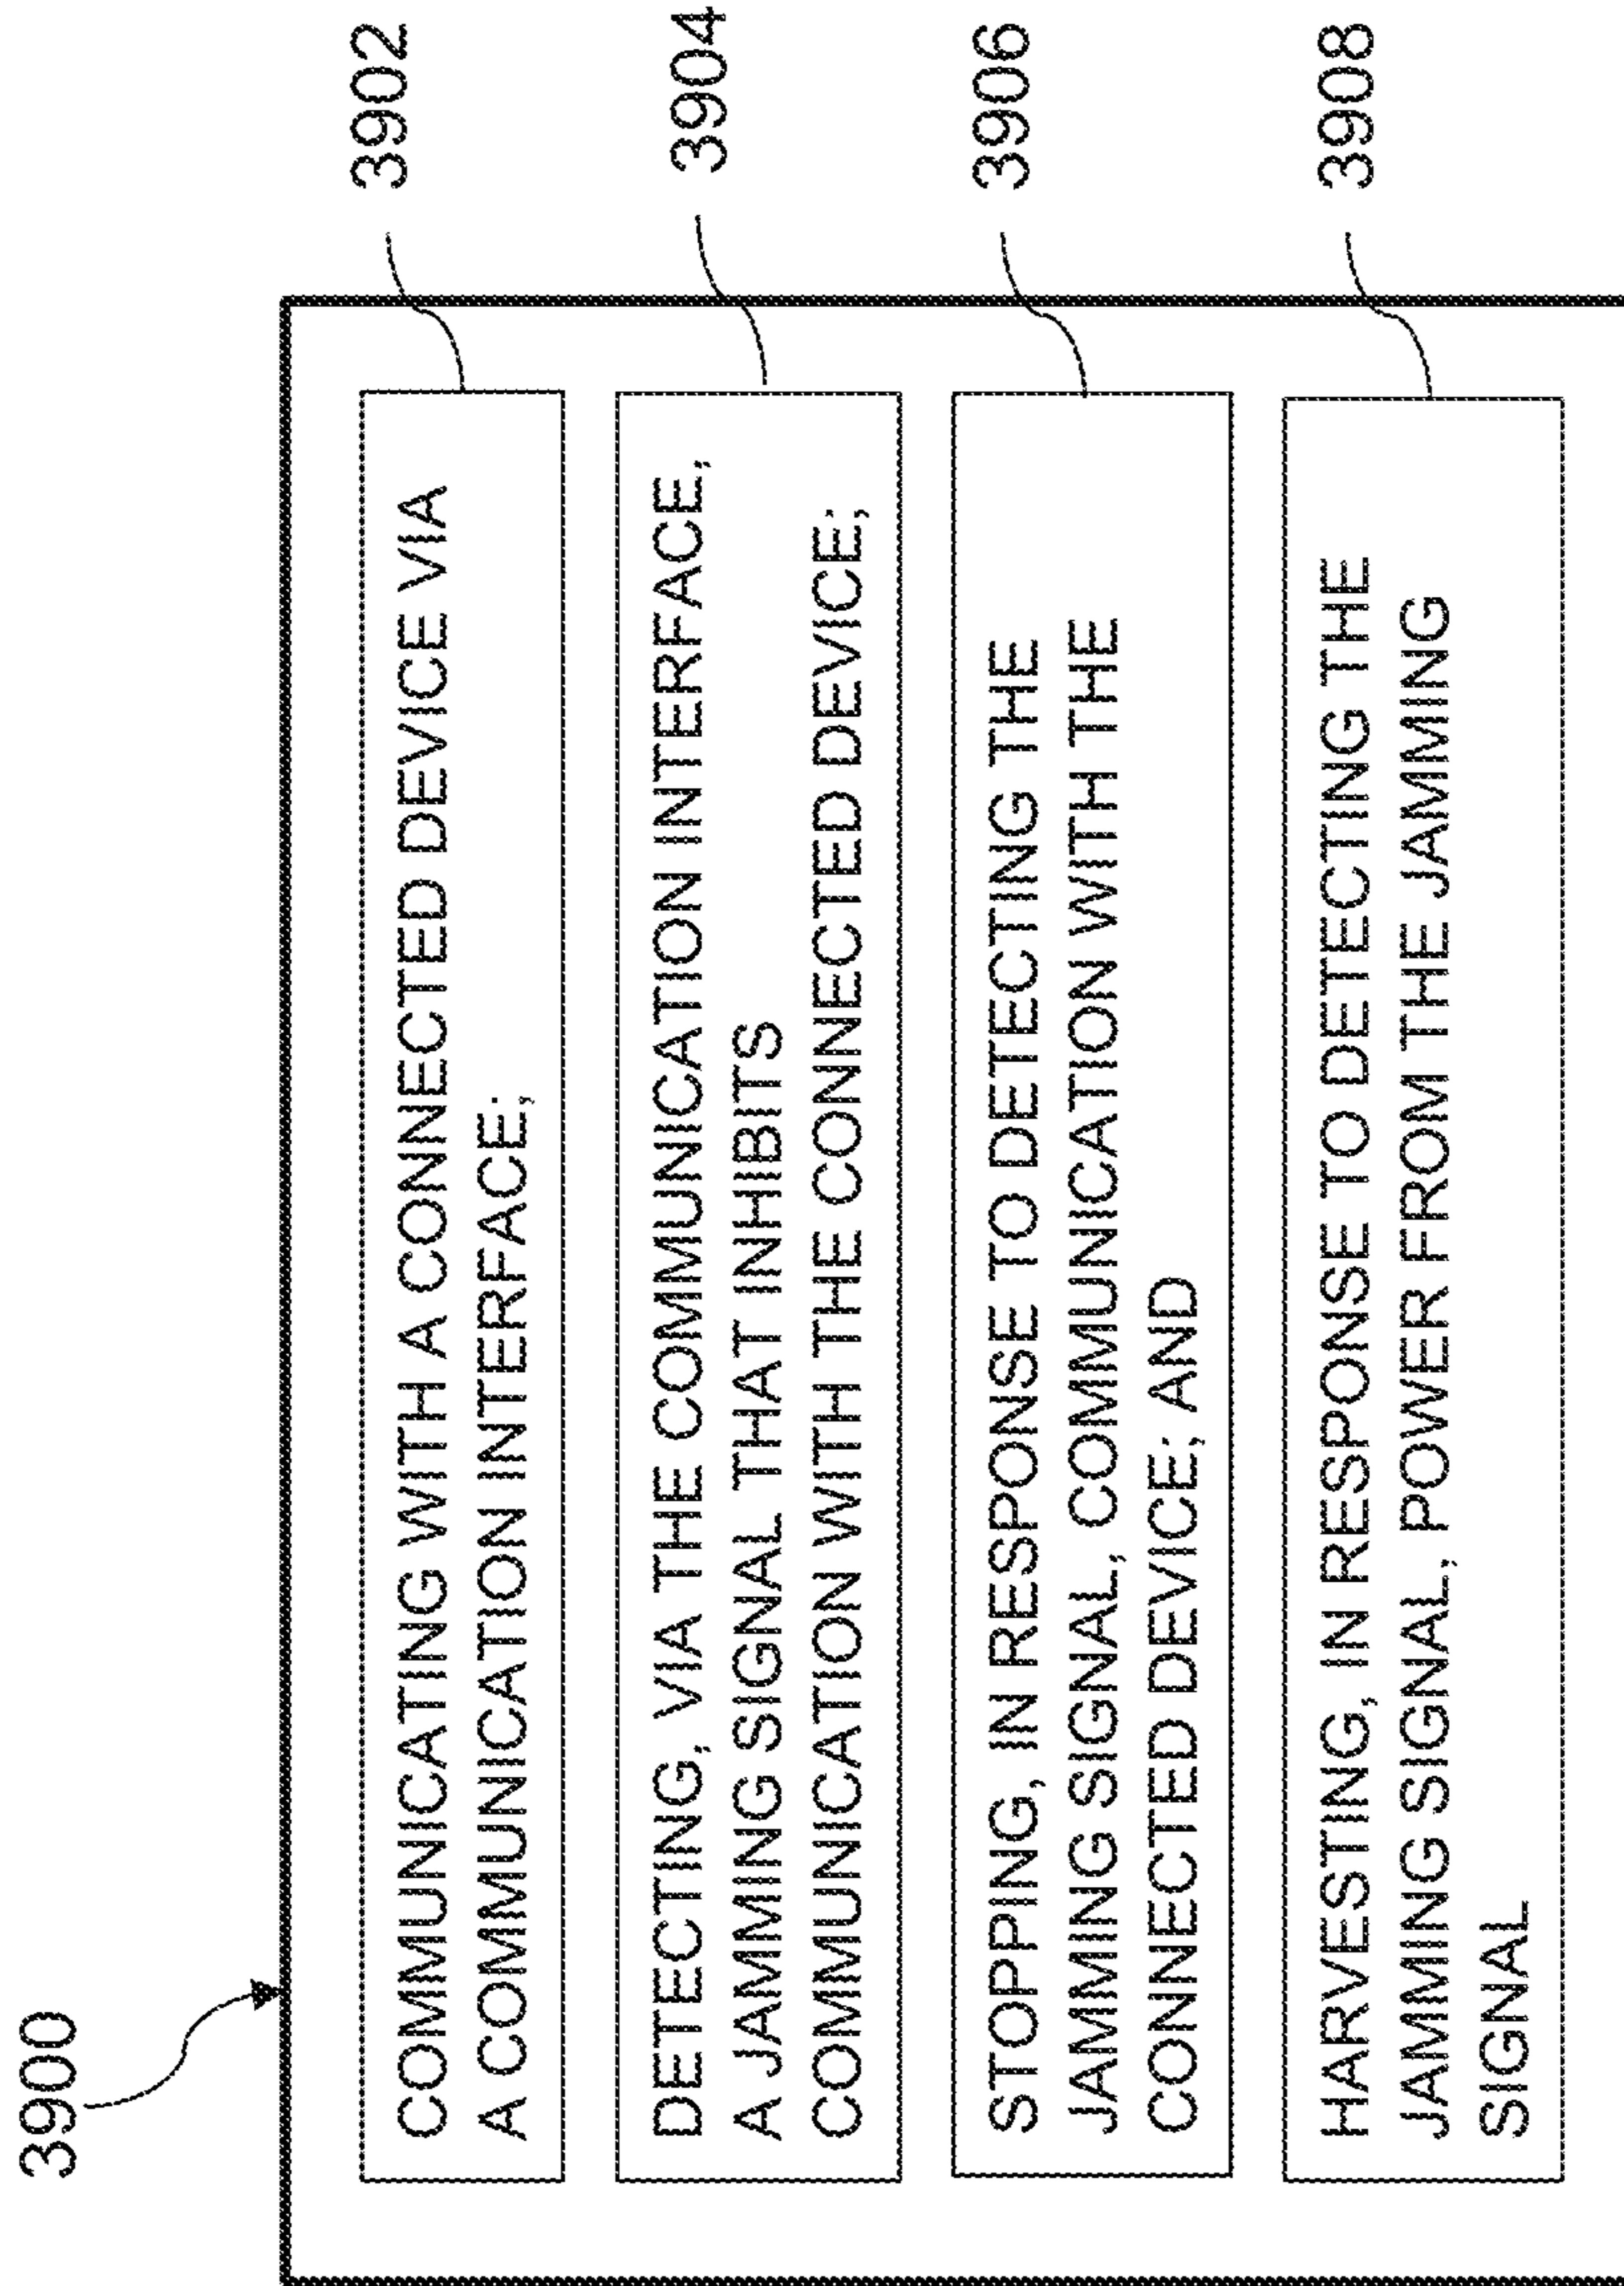 3900
COMMUNICATING WITH A CONNECTED DEVICE VIA
A COMMUNICATION INTERFACE;
3902
DETECTING, VIA THE COMMUNICATION INTERFACE,
A JAMMING SIGNAL THAT INHIBITS
COMMUNICATION WITH THE CONNECTED DEVICE;
3904
STOPPING, IN RESPONSE TO DETECTING THE
JAMMING SIGNAL, COMMUNICATION WITH THE
CONNECTED DEVICE; AND
3906
HARVESTING, IN RESPONSE TO DETECTING THE
JAMMING SIGNAL, POWER FROM THE JAMMING
SIGNAL
3908